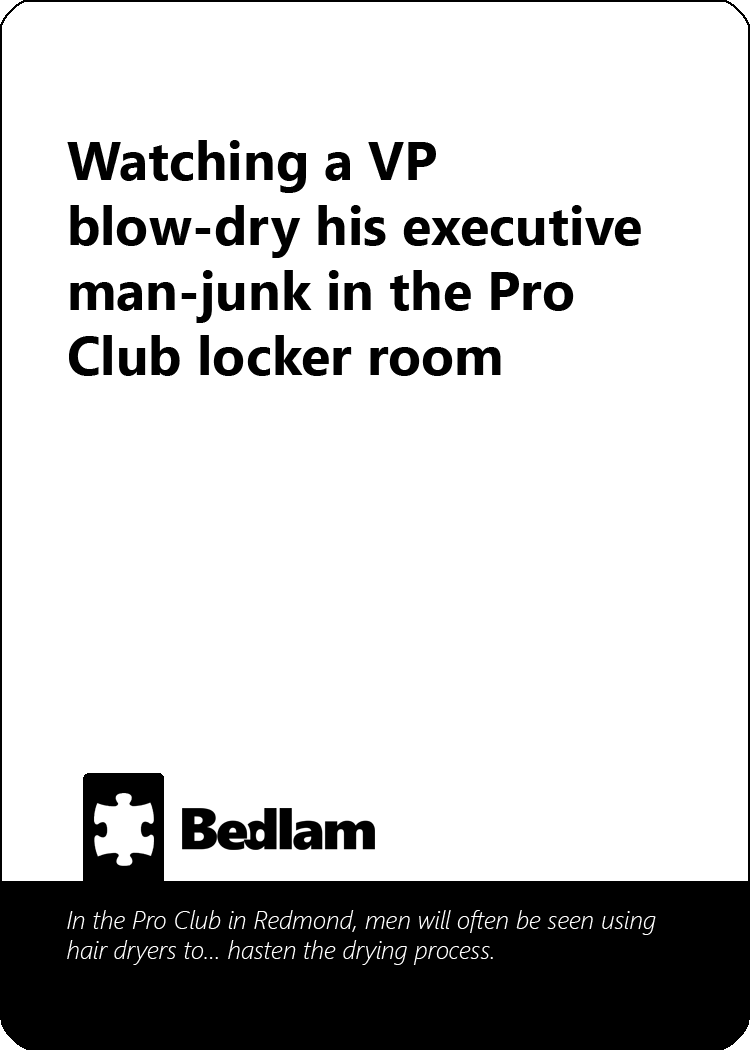 Watching a VP
blow-dry his executive
man-junk in the Pro
Club locker room
Bedlam
In the Pro Club in Redmond, men will often be seen using
hair dryers to... hasten the drying process.